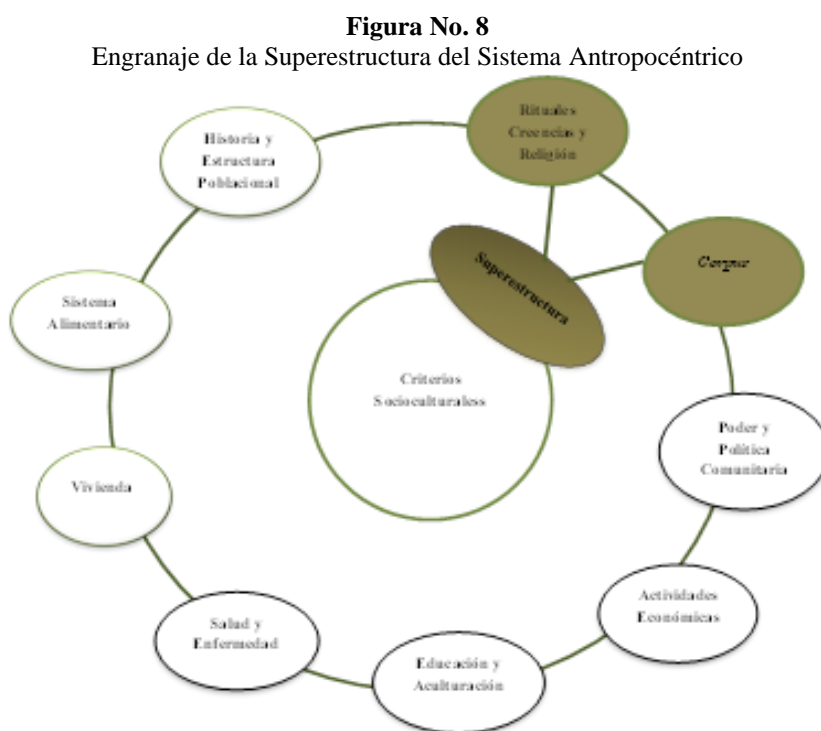 Figura No. 8
Engranaje de la Superestructura del Sistema Antropocéntrico
Rituales
Creencias y
Religión
Historia y
Estructura
Poblacional
Superestructura
Corpus
Sistema
Alimentario
Criterios
Socioculturaless
Poder y
Política
Comunitaria
Vivienda
Actividades
Económicas
Salud y
Enfermedad
Educación y
Aculturación